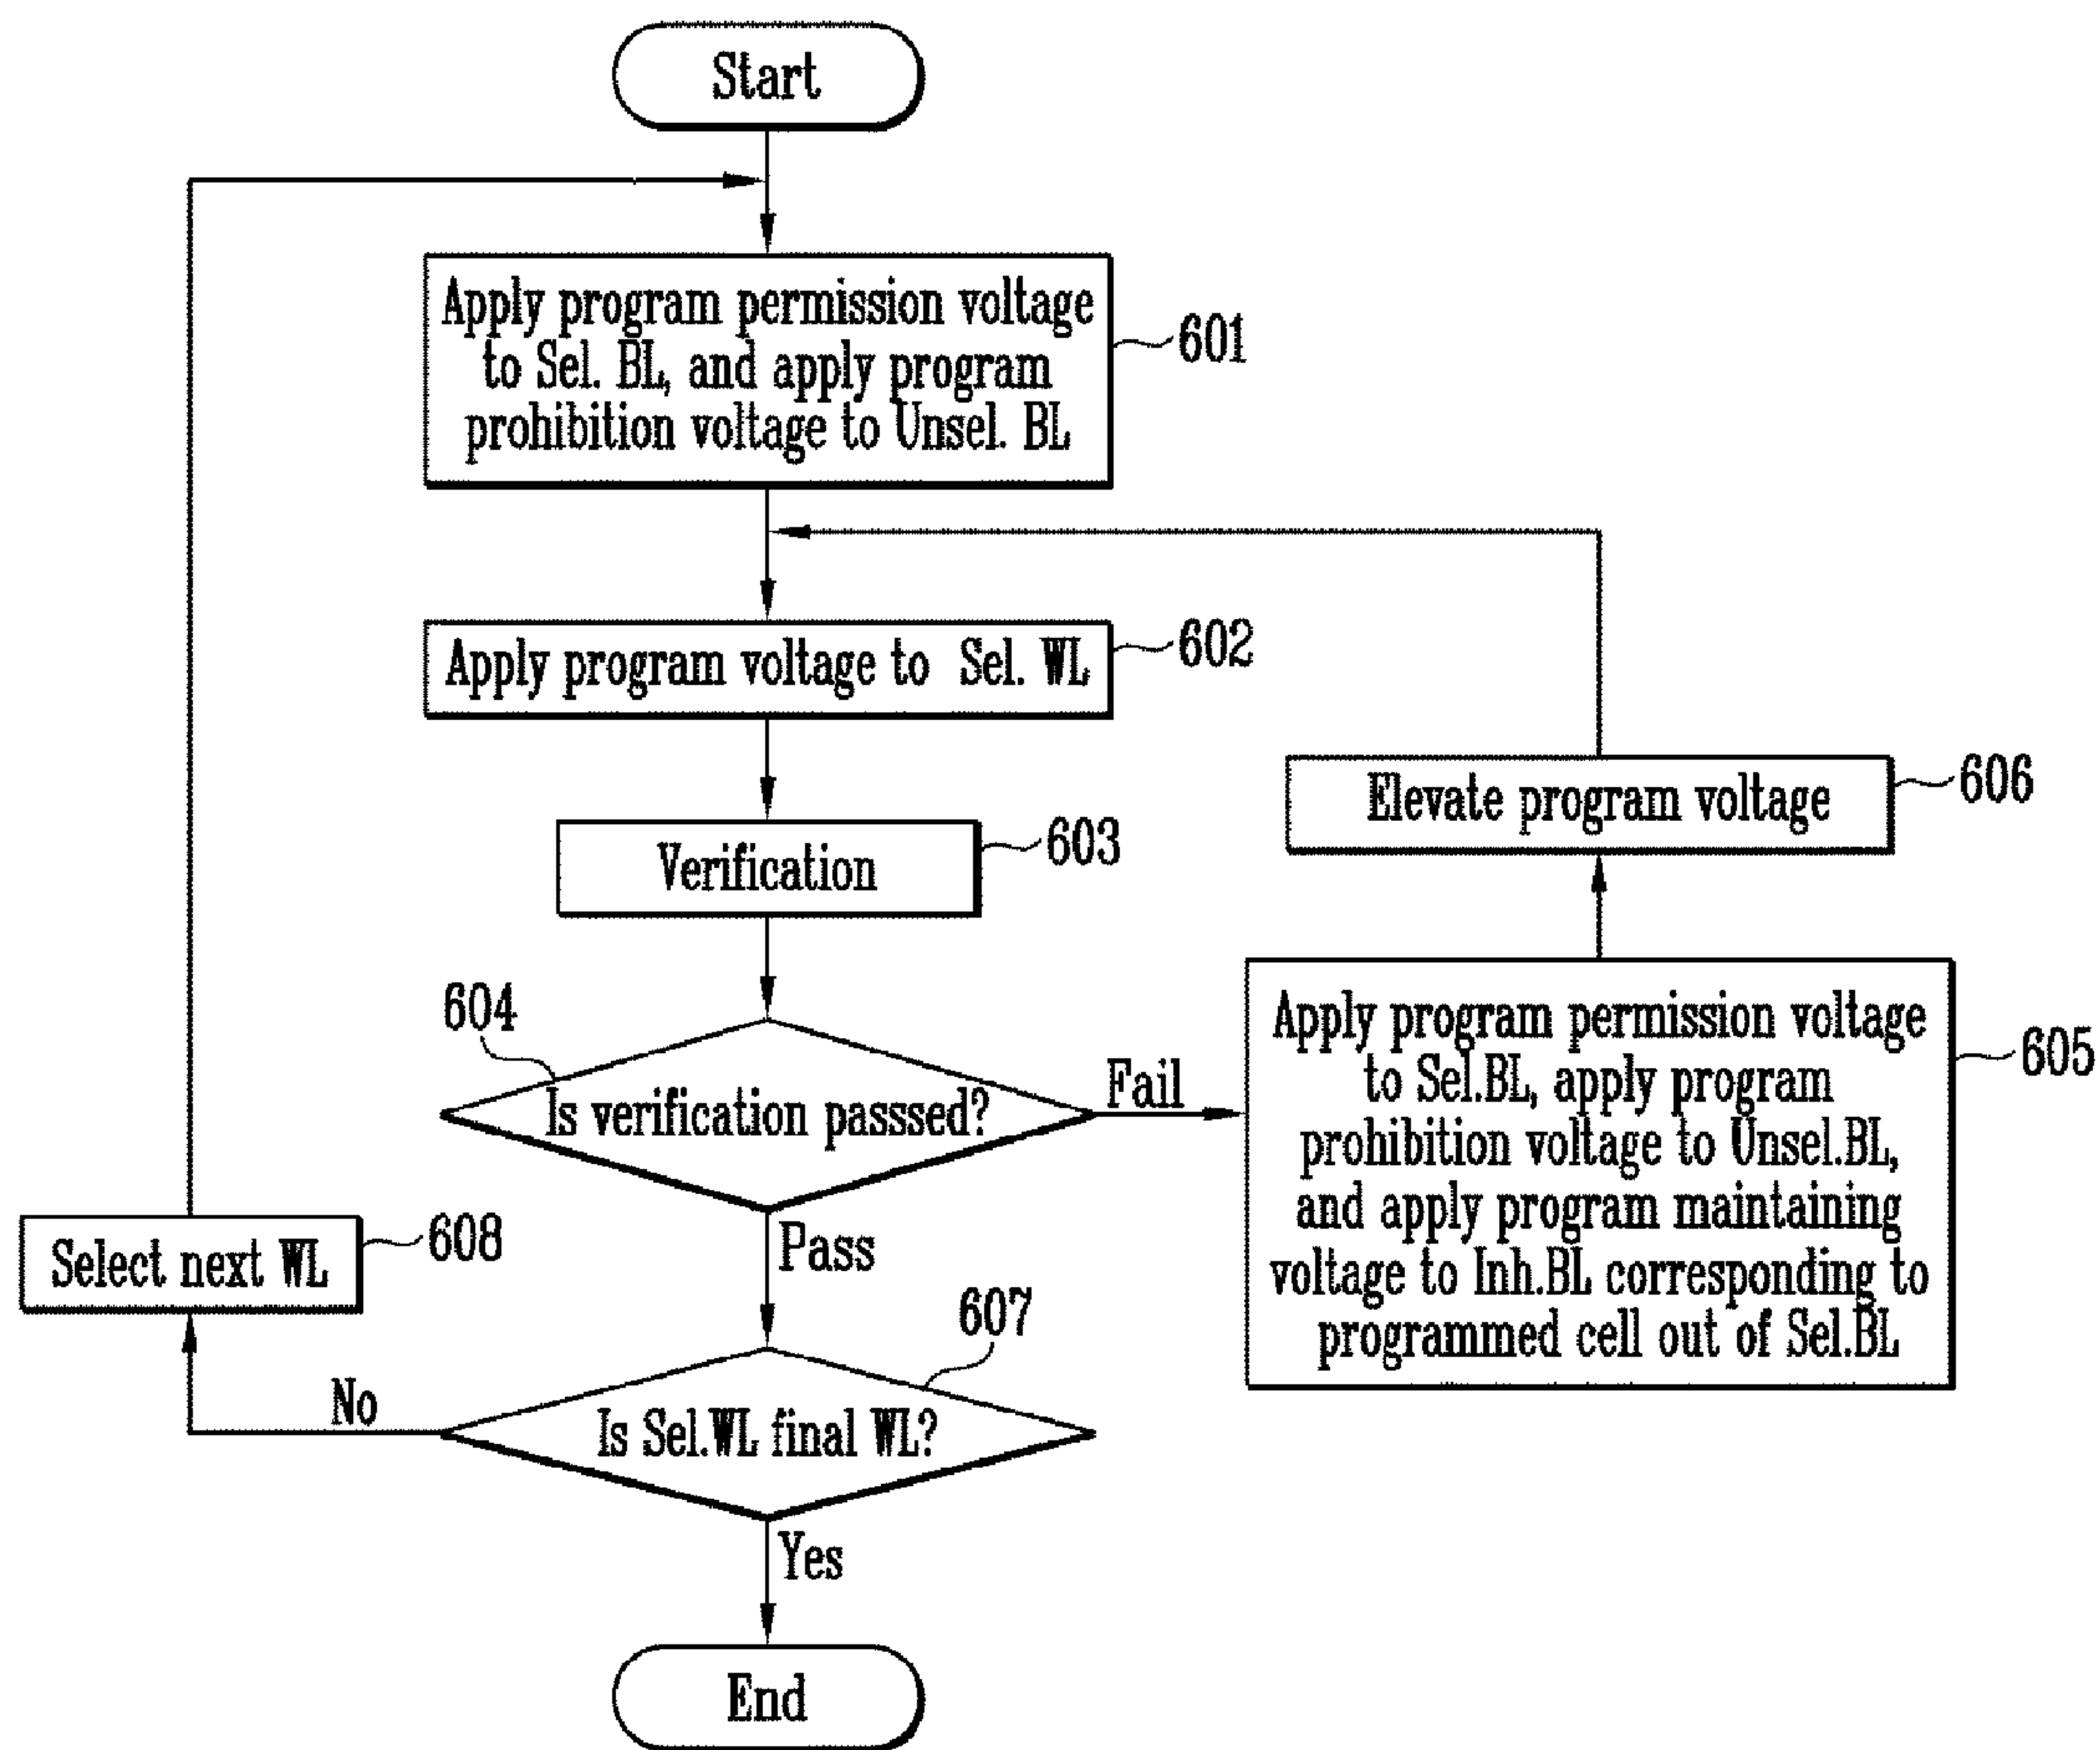 Start
Apply program permission voltage
to Sel. BL, and apply program
prohibition voltage to Unsel. BL
601
Apply program voltage to Sel. WL
602
Verification
603
604
Is verification passsed?
Fail
Pass
Apply program permission voltage
to Sel.BL, apply program
prohibition voltage to Unsel.BL,
and apply program maintaining
voltage to Inh.BL corresponding to
programmed cell out of Sel.BL
605
Elevate program voltage
606
607
Is Sel.WL final WL?
No
Yes
Select next WL
608
End